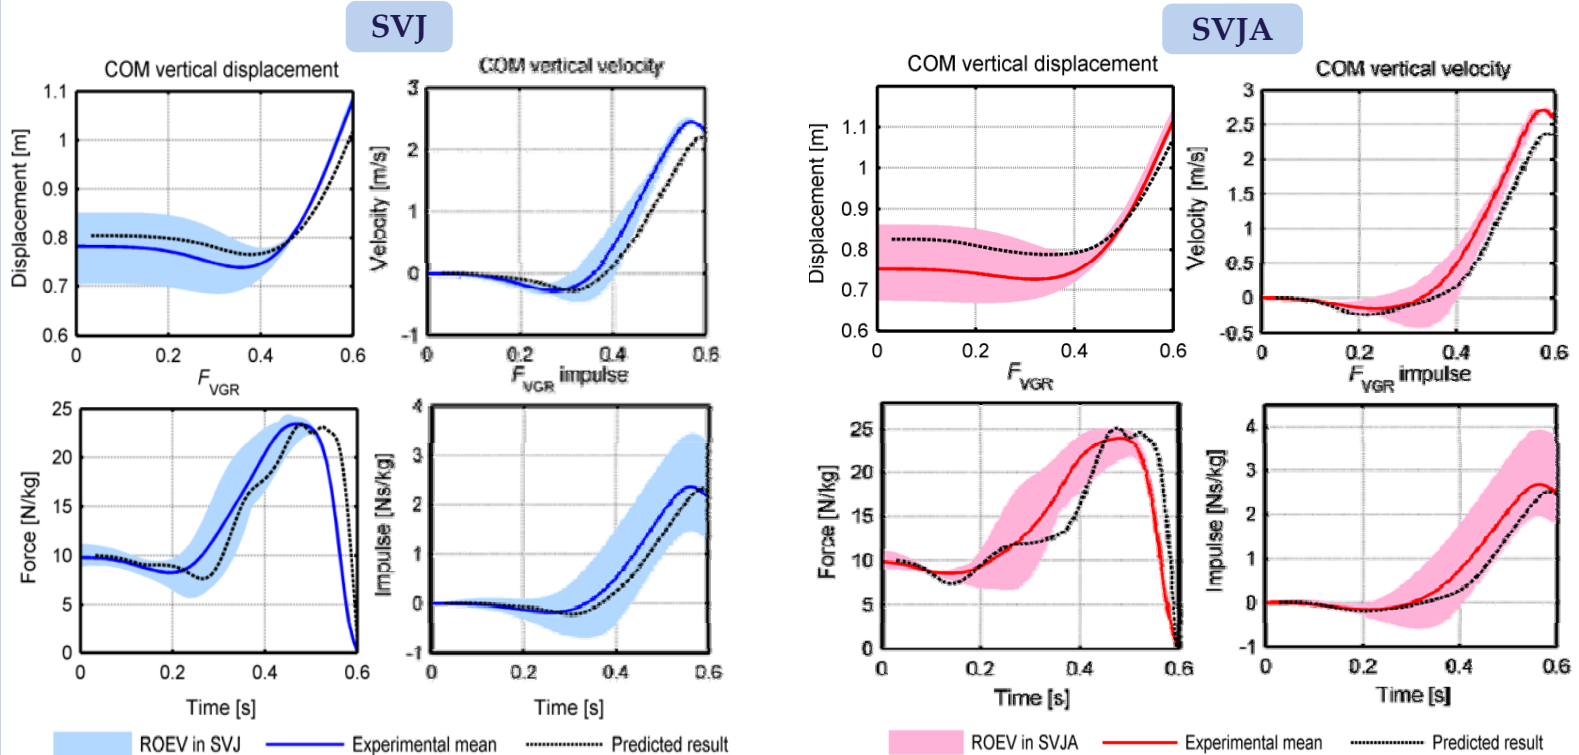 SVJ
COM vertical displacement
COM vertical velocity
Displacement [m]
1.1
1
0.9
0.8
0.7
0.6
0
0.2
0.4
0.6
Velocity [m/s]
3
2
1
0
-1
0
0.2
0.4
0.6
FVGR
FVGR impulse
Force [N/kg]
25
20
15
10
5
0
0
0.2
0.4
0.6
Time [s]
Impulse [Ns/kg]
4
3
2
1
0
-1
0
0.2
0.4
0.6
Time [s]
ROEV in SVJ
Experimental mean
Predicted result
SVJA
COM vertical displacement
COM vertical velocity
Displacement [m]
1.1
1
0.9
0.8
0.7
0.6
0
0.2
0.4
0.6
Velocity [m/s]
3
2.5
2
1.5
1
0.5
0
-0.5
0
0.2
0.4
0.6
FVGR
FVGR impulse
Force [N/kg]
25
20
15
10
5
0
0
0.2
0.4
0.6
Time [s]
Impulse [Ns/kg]
4
3
2
1
0
-1
0
0.2
0.4
0.6
Time [s]
ROEV in SVJA
Experimental mean
Predicted result